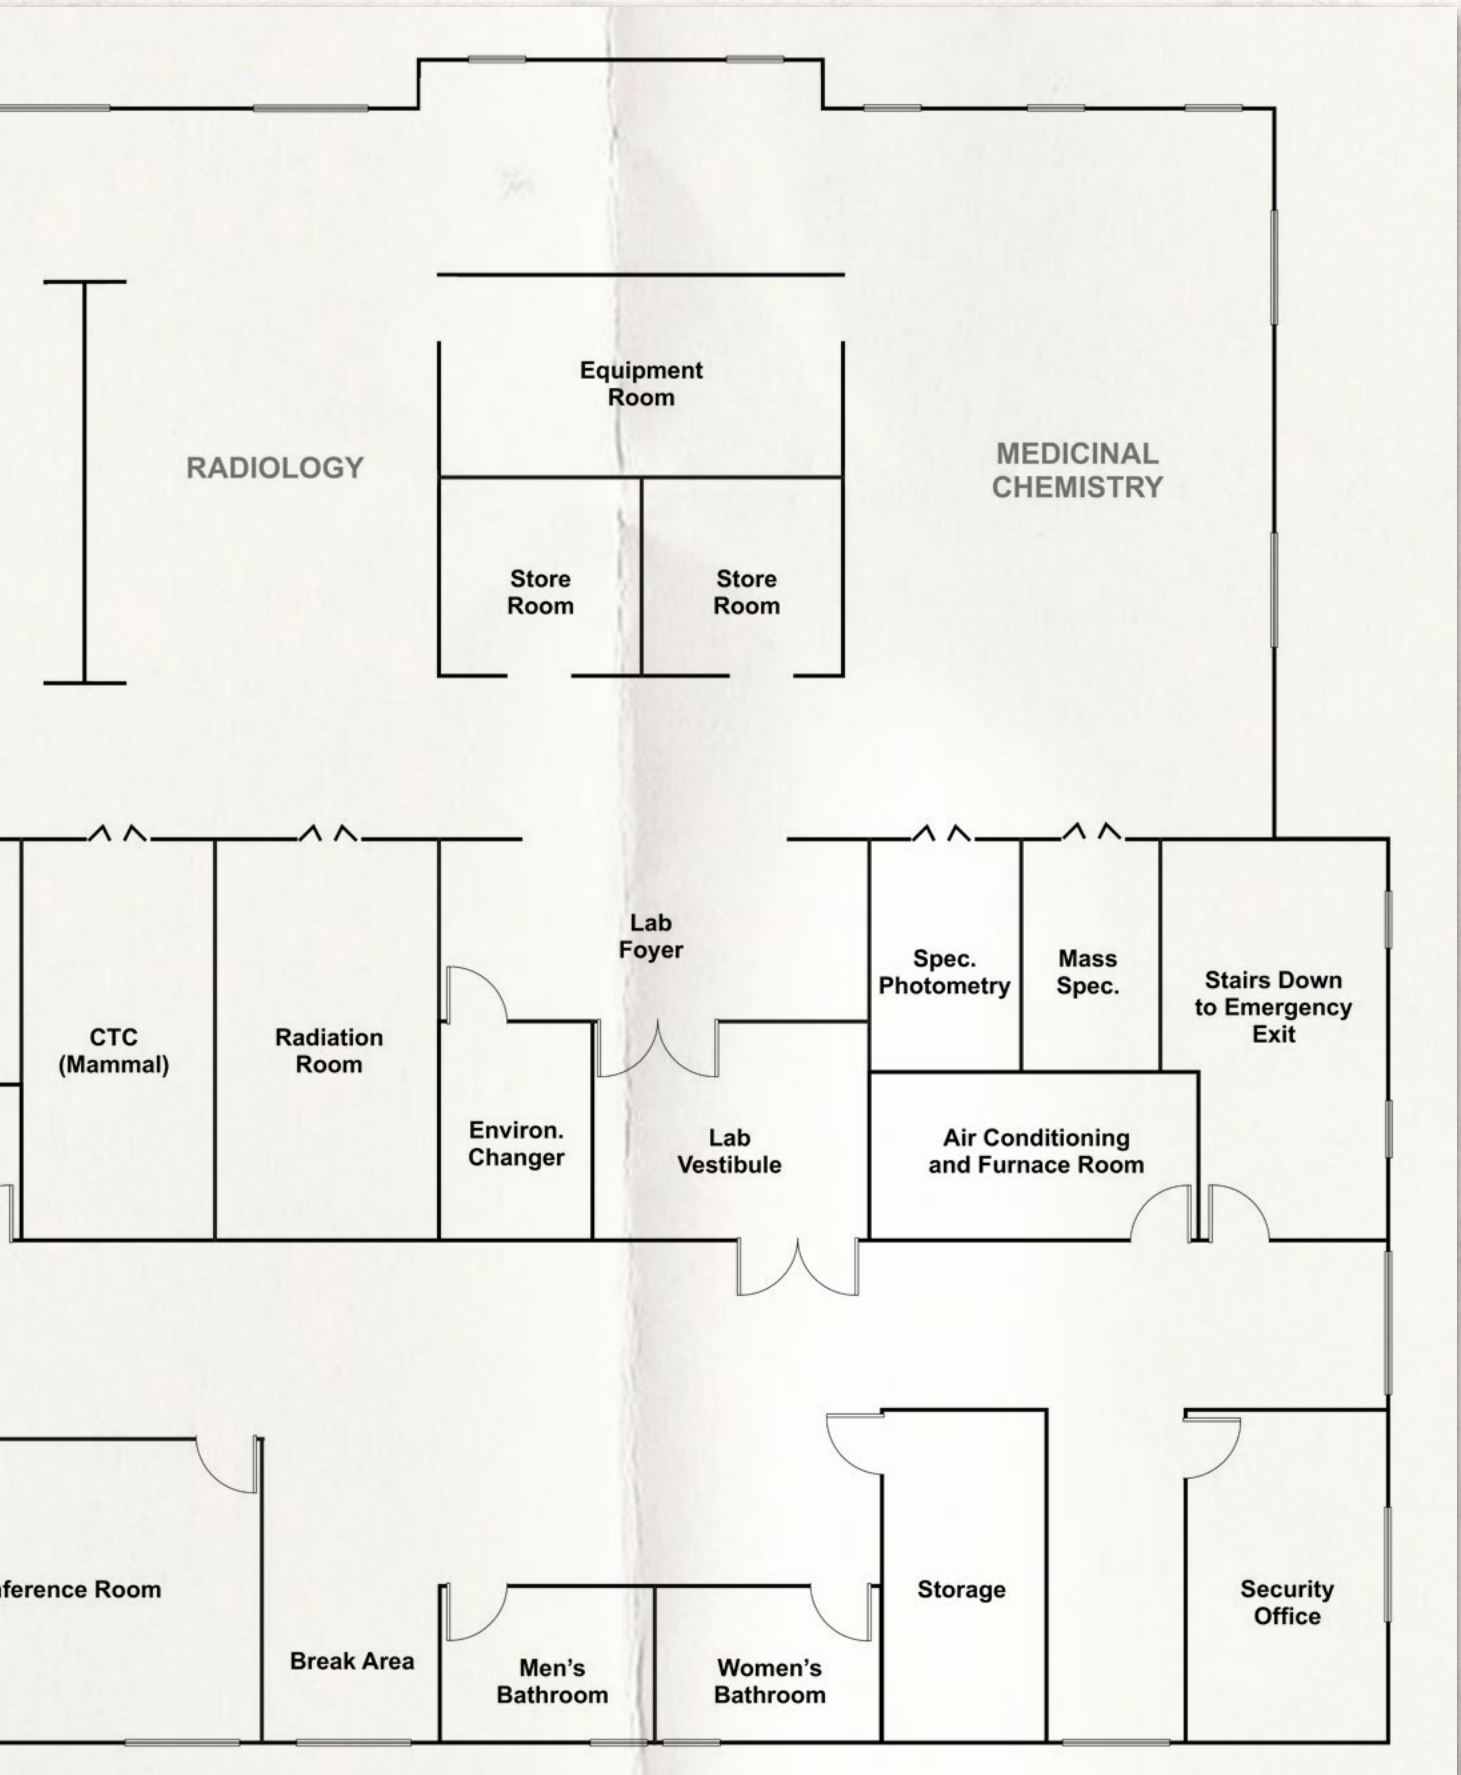 Equipment
Room
RADIOLOGY
MEDICINAL
CHEMISTRY
Store
Room
Store
Room
Lab
Foyer
Spec.
Photometry
Mass
Spec.
Stairs Down
to Emergency
Exit
CTC
(Mammal)
Radiation
Room
Environ.
Changer
Lab
Vestibule
Air Conditioning
and Furnace Room
ference Room
Storage
Security
Office
Break Area
Men's
Bathroom
Women's
Bathroom